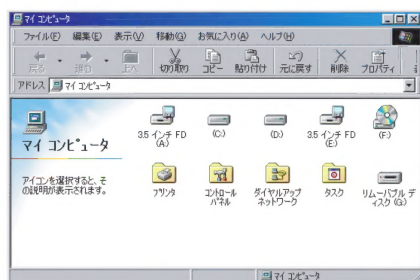 マイ コンピュータ
ファイル(F) 編集(E) 表示(V) 移動(G) お気に入り(A) ヘルプ(H)
戻る 進む 上へ 切り取り コピー 貼り付け 元に戻す 削除 プロパティ
アドレス マイ コンピュータ
マイ コンピュータ
アイコンを選択すると、そ
の説明が表示されます。
3.5 インチ FD
(A:)
(C:)
(D:)
3.5 インチ FD
(E:)
(F:)
プリンタ
コントロール
パネル
ダイヤルアップ
ネットワーク
タスク
リムーバブル デ
ィスク (G:)
マイ コンピュータ